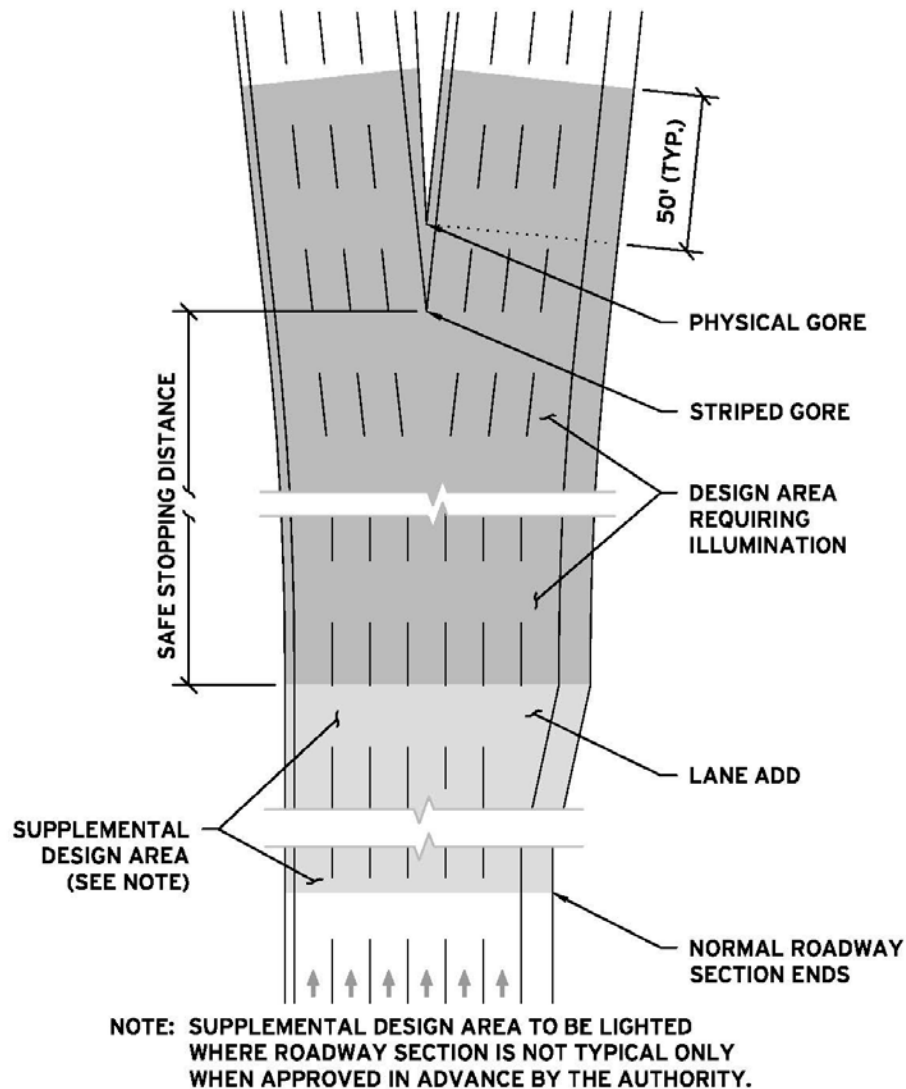 50' (TYP.)
PHYSICAL GORE
STRIPED GORE
SAFE STOPPING DISTANCE
DESIGN AREA
REQUIRING
ILLUMINATION
LANE ADD
SUPPLEMENTAL
DESIGN AREA
(SEE NOTE)
NORMAL ROADWAY
SECTION ENDS
NOTE: SUPPLEMENTAL DESIGN AREA TO BE LIGHTED
WHERE ROADWAY SECTION IS NOT TYPICAL ONLY
WHEN APPROVED IN ADVANCE BY THE AUTHORITY.